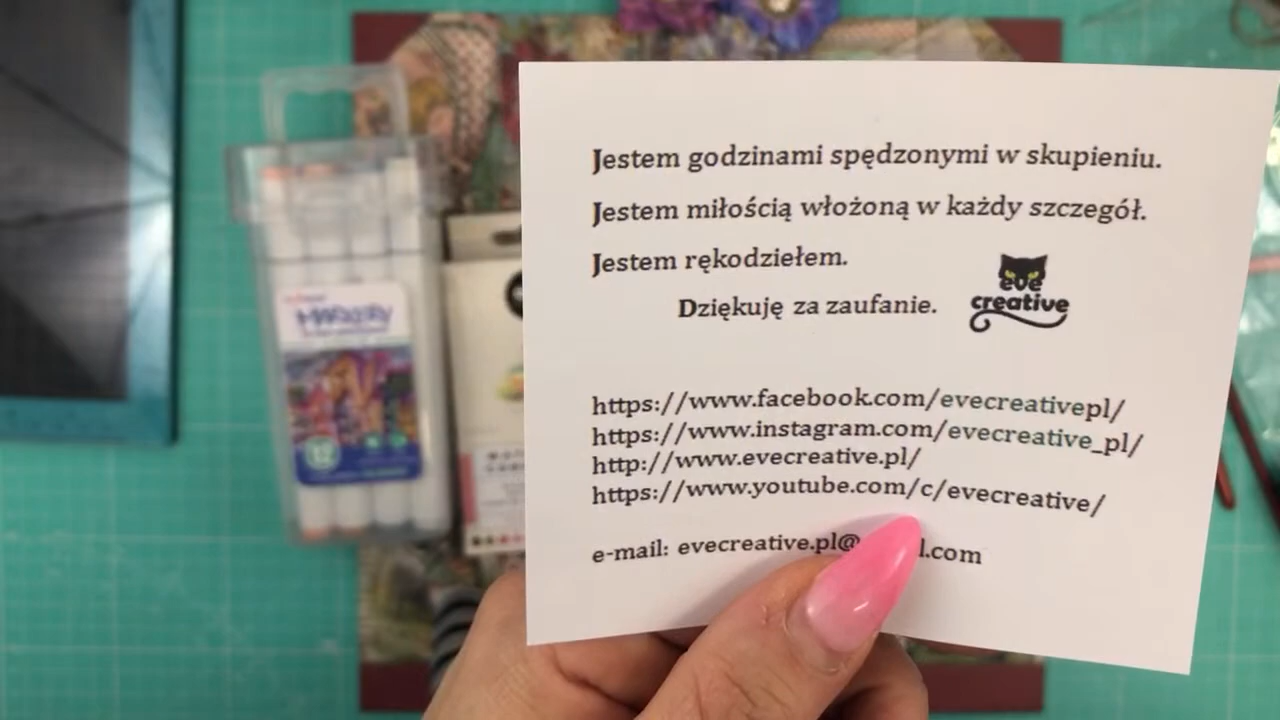 Jestem godzinami spędzonymi w skupieniu.
Jestem miłością włożoną w każdy szczegół.
Jestem rękodziełem.
Dziękuję za zaufanie.
eve
creative
https://www.facebook.com/evecreativepl/
https://www.instagram.com/evecreative_pl/
http://www.evecreative.pl/
https://www.youtube.com/c/evecreative/
e-mail: evecreative.pl@ l.com
12